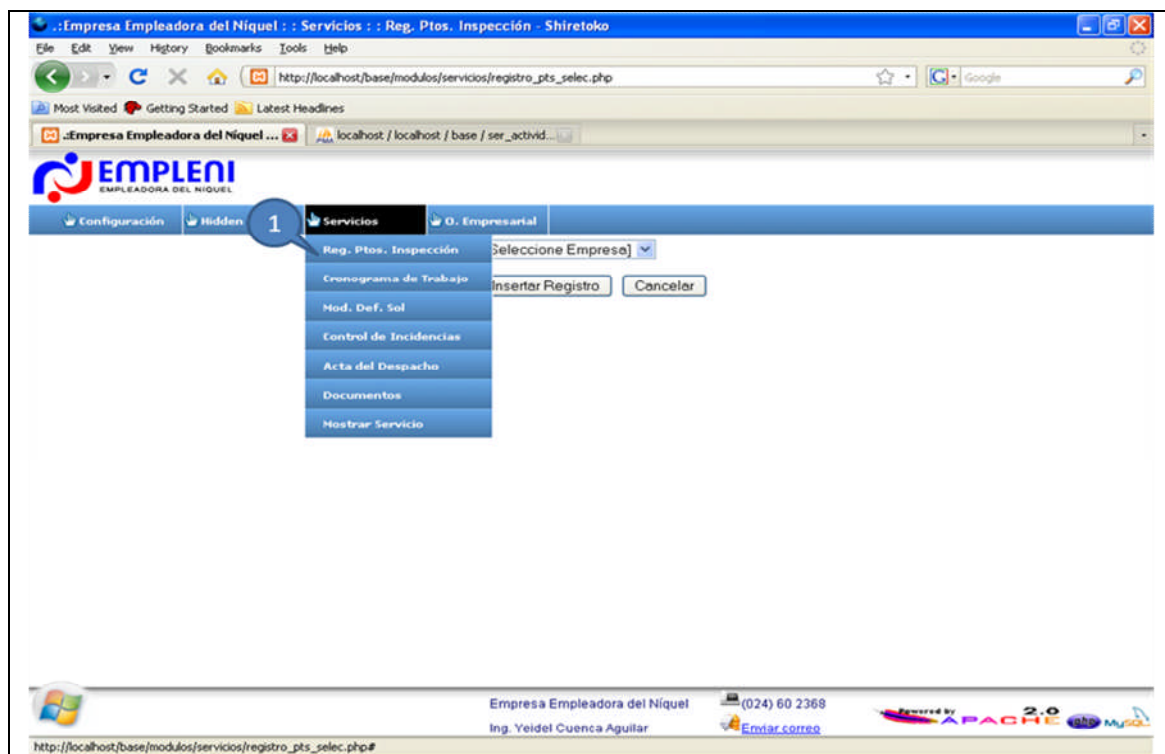 .:Empresa Empleadora del Níquel : : Servicios : : Reg. Ptos. Inspección - Shiretoko
File Edit View History Bookmarks Tools Help
http://localhost/base/modulos/servicios/registro_pts_selec.php
Google
Most Visited Getting Started Latest Headlines
.:Empresa Empleadora del Níquel ... localhost / localhost / base / ser_activid...
EMPLENI
EMPLEADORA DEL NIQUEL
Configuración Hidden 1 Servicios O. Empresarial
Reg. Ptos. Inspección Seleccione Empresa]
Cronograma de Trabajo Insertar Registro Cancelar
Mod. Def. Sol
Control de Incidencias
Acta del Despacho
Documentos
Mostrar Servicio
Empresa Empleadora del Níquel (024) 60 2368
Powered by APACHE 2.0 php MySQL
Ing. Yeidel Cuenca Aguilar Enviar correo
http://localhost/base/modulos/servicios/registro_pts_selec.php#